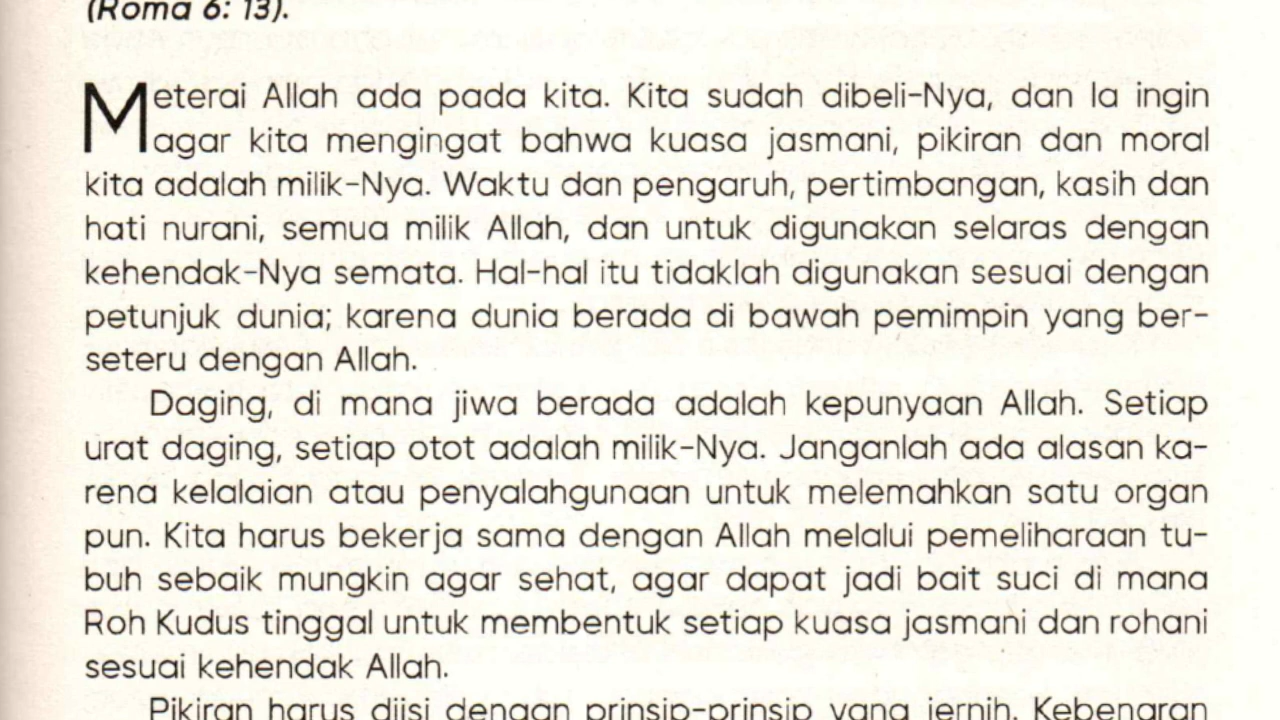 (Roma 6: 13).
Meterai Allah ada pada kita. Kita sudah dibeli-Nya, dan Ia ingin
agar kita mengingat bahwa kuasa jasmani, pikiran dan moral
kita adalah milik-Nya. Waktu dan pengaruh, pertimbangan, kasih dan
hati nurani, semua milik Allah, dan untuk digunakan selaras dengan
kehendak-Nya semata. Hal-hal itu tidaklah digunakan sesuai dengan
petunjuk dunia; karena dunia berada di bawah pemimpin yang ber-
seteru dengan Allah.
Daging, di mana jiwa berada adalah kepunyaan Allah. Setiap
urat daging, setiap otot adalah milik-Nya. Janganlah ada alasan ka-
rena kelalaian atau penyalahgunaan untuk melemahkan satu organ
pun. Kita harus bekerja sama dengan Allah melalui pemeliharaan tu-
buh sebaik mungkin agar sehat, agar dapat jadi bait suci di mana
Roh Kudus tinggal untuk membentuk setiap kuasa jasmani dan rohani
sesuai kehendak Allah.
Pikiran harus diisi dengan prinsip-prinsip yang jernih. Kebenaran